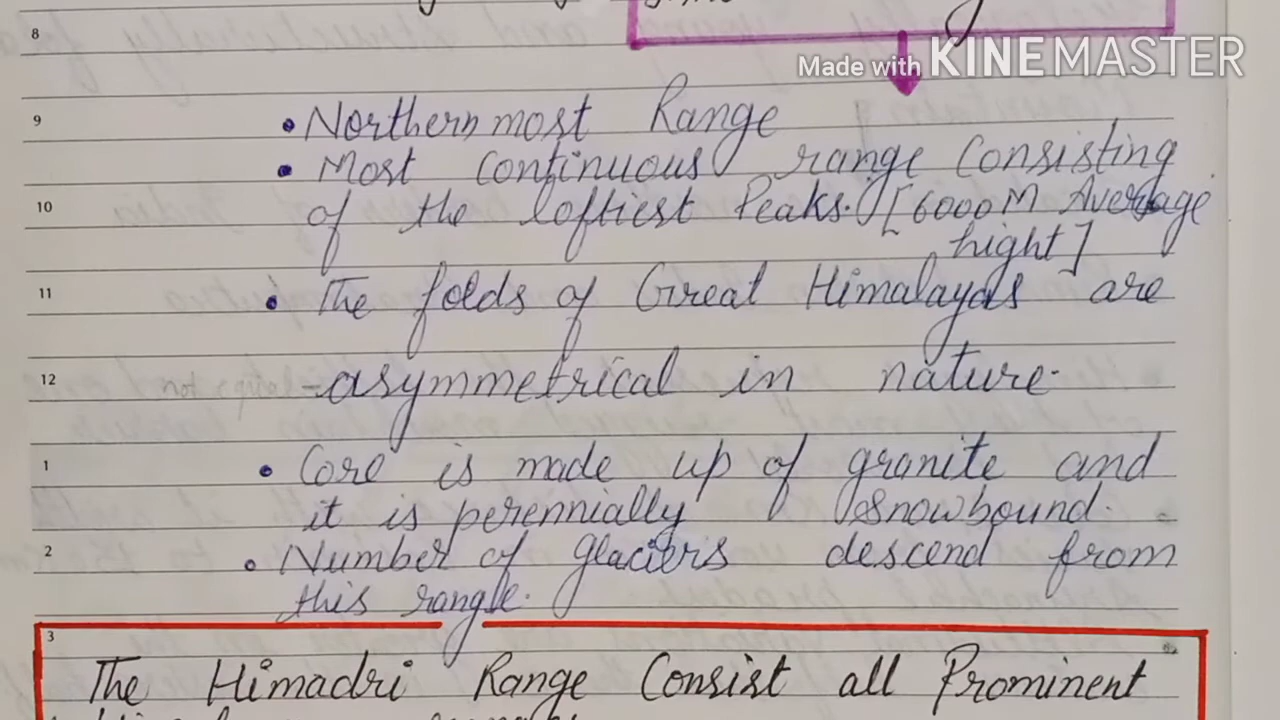 8
Made with KINEMASTER
9
• Northern most Range
• Most continuous range Consisting
10
of the loftiest Peaks. [6000M Average
hight]
11
• The folds of Great Himalayas are
12
not equal - asymmetrical in nature.
1
• Core is made up of granite and
it is perennially snowbound.
2
• Number of glaciers descend from
this range.
3
The Himadri Range Consist all Prominent